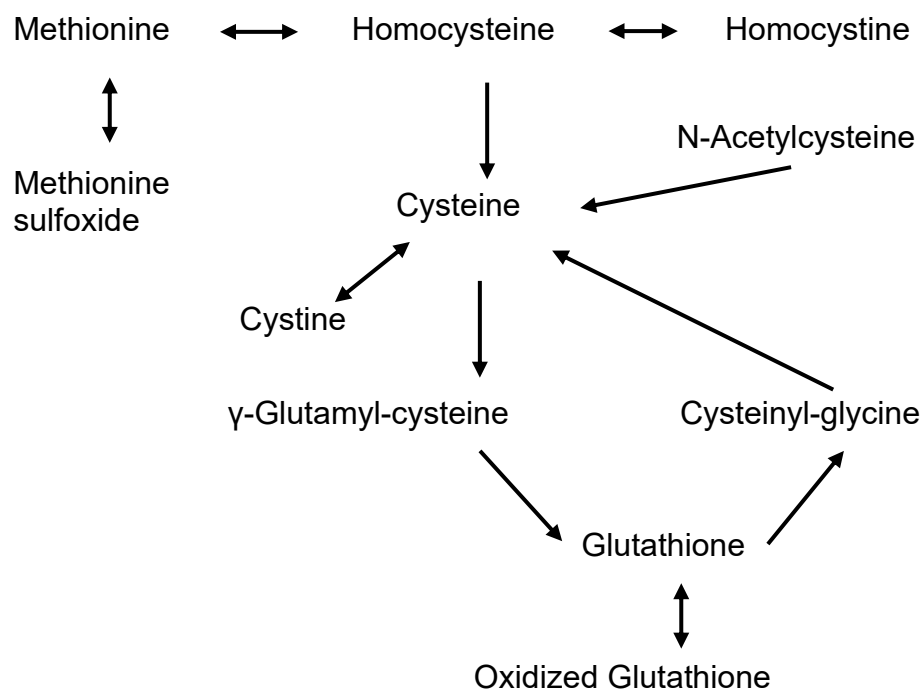 Methionine
Homocysteine
Homocystine
N-Acetylcysteine
Methionine
sulfoxide
Cysteine
Cystine
γ-Glutamyl-cysteine
Cysteinyl-glycine
Glutathione
Oxidized Glutathione